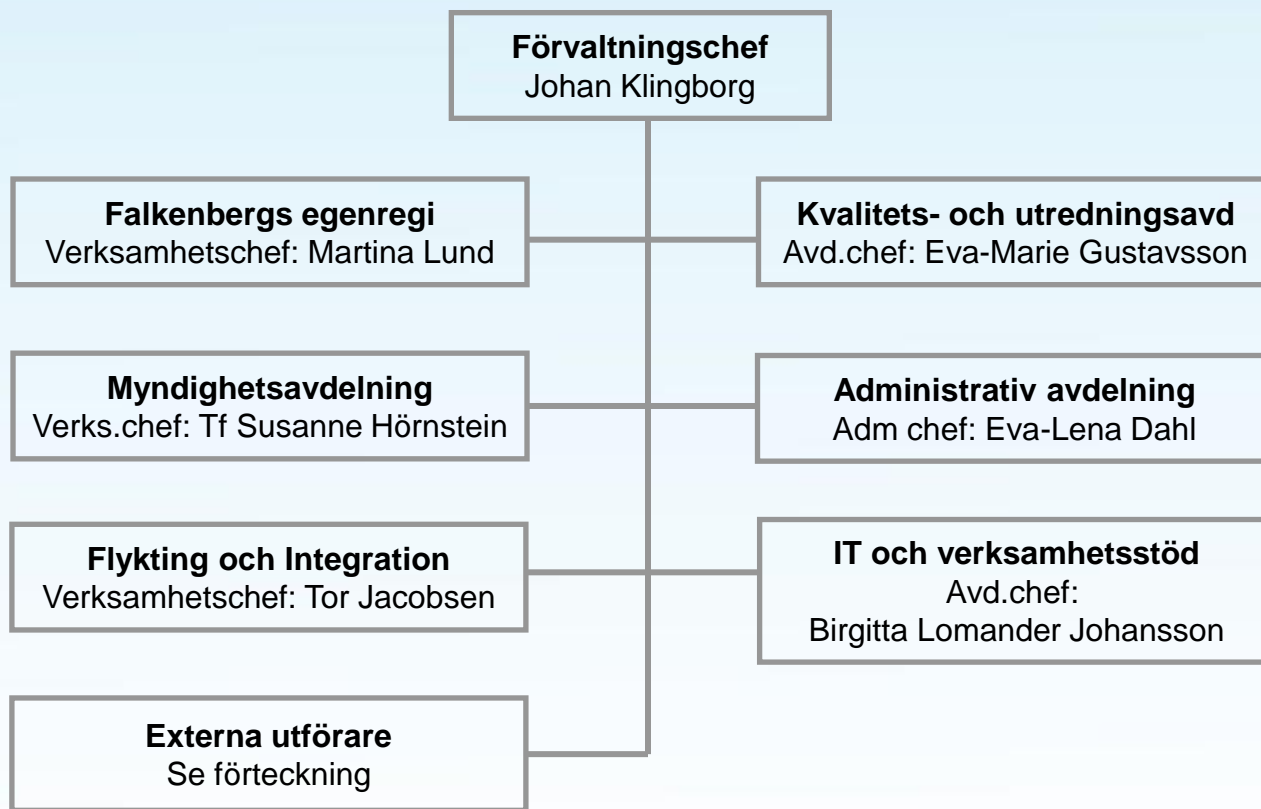 Förvaltningschef
Johan Klingborg
Falkenbergs egenregi
Verksamhetschef: Martina Lund
Kvalitets- och utredningsavd
Avd.chef: Eva-Marie Gustavsson
Myndighetsavdelning
Verks.chef: Tf Susanne Hörnstein
Administrativ avdelning
Adm chef: Eva-Lena Dahl
Flykting och Integration
Verksamhetschef: Tor Jacobsen
IT och verksamhetsstöd
Avd.chef:
Birgitta Lomander Johansson
Externa utförare
Se förteckning